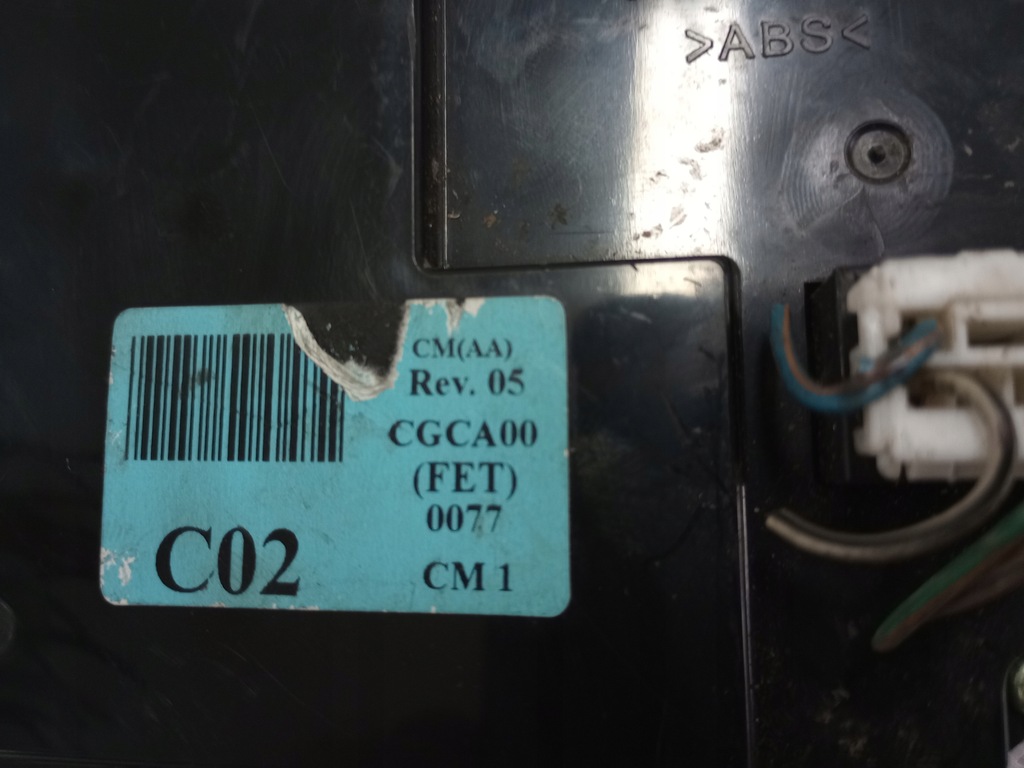 >ABS<
CM(AA)
Rev. 05
CGCA00
(FET)
0077
C02
CM 1